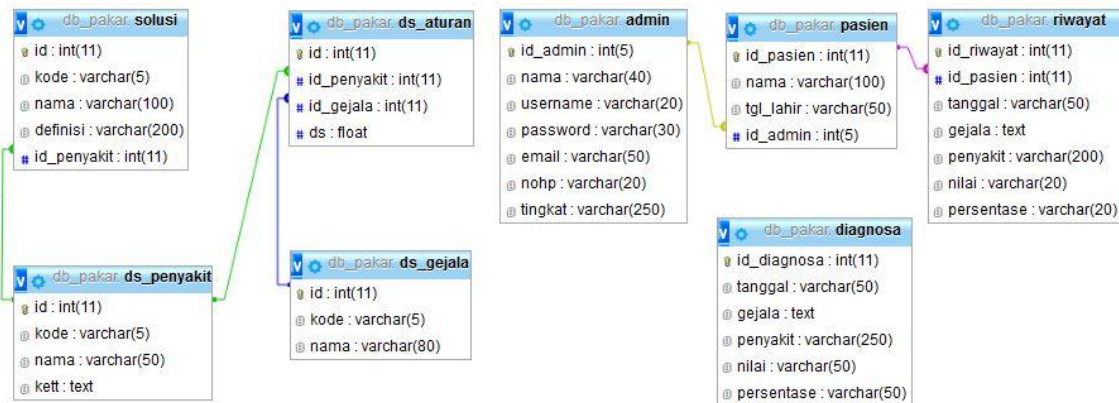 db_pakar. solusi
id : int(11)
kode : varchar(5)
nama : varchar(100)
definisi : varchar(200)
id_penyakit : int(11)
db_pakar. ds_aturan
id : int(11)
id_penyakit : int(11)
id_gejala : int(11)
ds : float
db_pakar. admin
id_admin : int(5)
nama : varchar(40)
username : varchar(20)
password : varchar(30)
email : varchar(50)
nohp : varchar(20)
tingkat : varchar(250)
db_pakar. pasien
id_pasien : int(11)
nama : varchar(100)
tgl_lahir : varchar(50)
id_admin : int(5)
db_pakar. riwayat
id_riwayat : int(11)
id_pasien : int(11)
tanggal : varchar(50)
gejala : text
penyakit : varchar(200)
nilai : varchar(20)
persentase : varchar(20)
db_pakar. ds_penyakit
id : int(11)
kode : varchar(5)
nama : varchar(50)
kett : text
db_pakar. ds_gejala
id : int(11)
kode : varchar(5)
nama : varchar(80)
db_pakar. diagnosa
id_diagnosa : int(11)
tanggal : varchar(50)
gejala : text
penyakit : varchar(250)
nilai : varchar(50)
persentase : varchar(50)